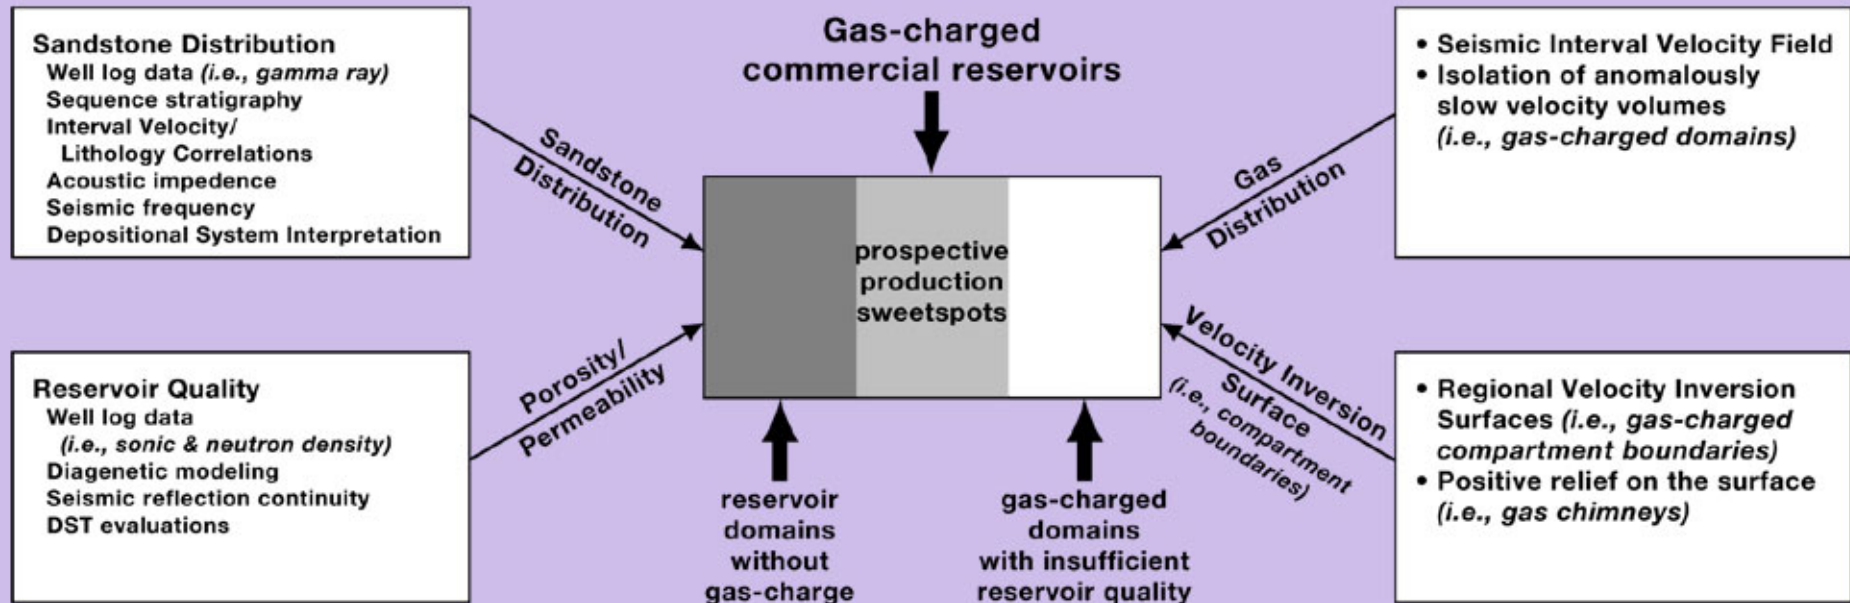 Sandstone Distribution
Well log data (i.e., gamma ray)
Sequence stratigraphy
Interval Velocity/
Lithology Correlations
Acoustic impedence
Seismic frequency
Depositional System Interpretation
Sandstone
Distribution
Gas-charged
commercial reservoirs
• Seismic Interval Velocity Field
• Isolation of anomalously
slow velocity volumes
(i.e., gas-charged domains)
Gas
Distribution
prospective
production
sweetspots
Reservoir Quality
Well log data
(i.e., sonic & neutron density)
Diagenetic modeling
Seismic reflection continuity
DST evaluations
Porosity/
Permeability
reservoir
domains
without
gas-charge
gas-charged
domains
with insufficient
reservoir quality
Velocity Inversion
Surface
(i.e., compartment
boundaries)
• Regional Velocity Inversion
Surfaces (i.e., gas-charged
compartment boundaries)
• Positive relief on the surface
(i.e., gas chimneys)